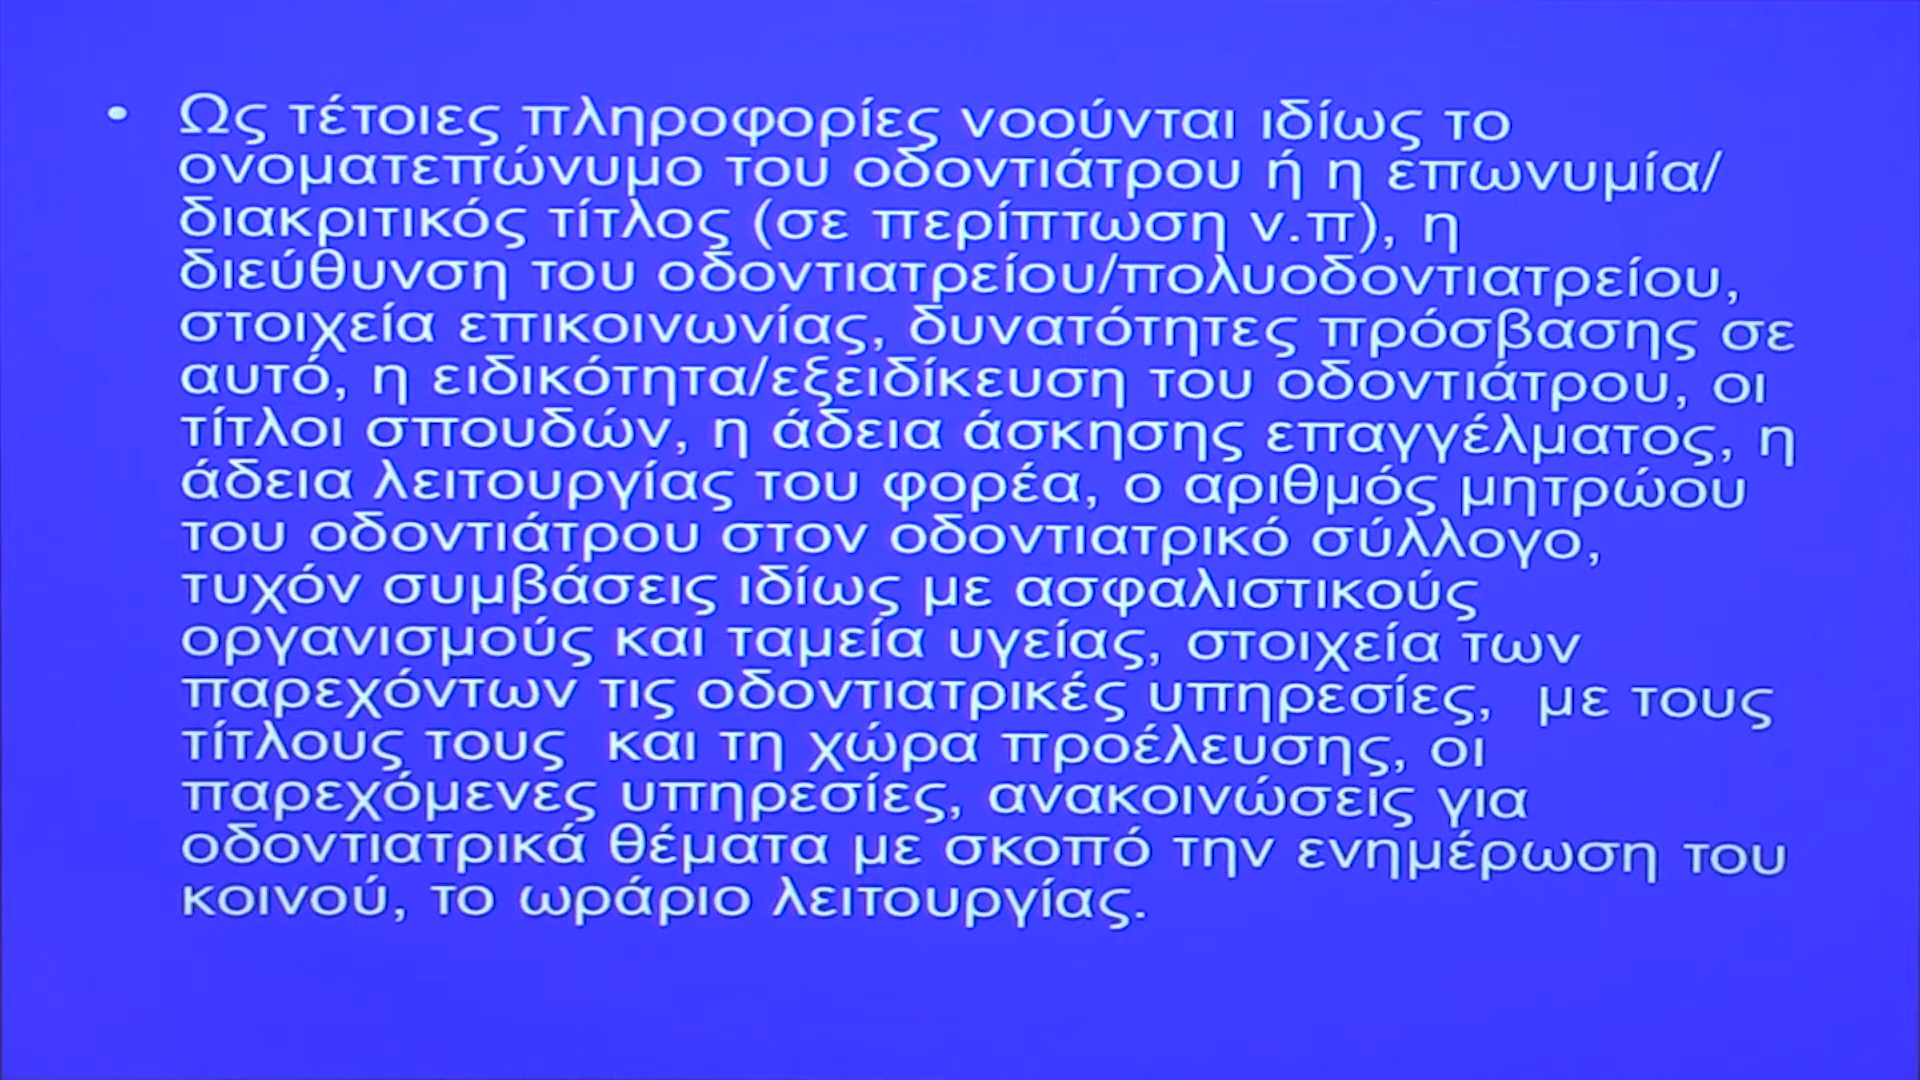 • Ως τέτοιες πληροφορίες νοούνται ιδίως το
ονοματεπώνυμο του οδοντιάτρου ή η επωνυμία/
διακριτικός τίτλος (σε περίπτωση ν.π), η
διεύθυνση του οδοντιατρείου/πολυοδοντιατρείου,
στοιχεία επικοινωνίας, δυνατότητες πρόσβασης σε
αυτό, η ειδικότητα/εξειδίκευση του οδοντιάτρου, οι
τίτλοι σπουδών, η άδεια άσκησης επαγγέλματος, η
άδεια λειτουργίας του φορέα, ο αριθμός μητρώου
του οδοντιάτρου στον οδοντιατρικό σύλλογο,
τυχόν συμβάσεις ιδίως με ασφαλιστικούς
οργανισμούς και ταμεία υγείας, στοιχεία των
παρεχόντων τις οδοντιατρικές υπηρεσίες,  με τους
τίτλους τους  και τη χώρα προέλευσης, οι
παρεχόμενες υπηρεσίες, ανακοινώσεις για
οδοντιατρικά θέματα με σκοπό την ενημέρωση του
κοινού, το ωράριο λειτουργίας.